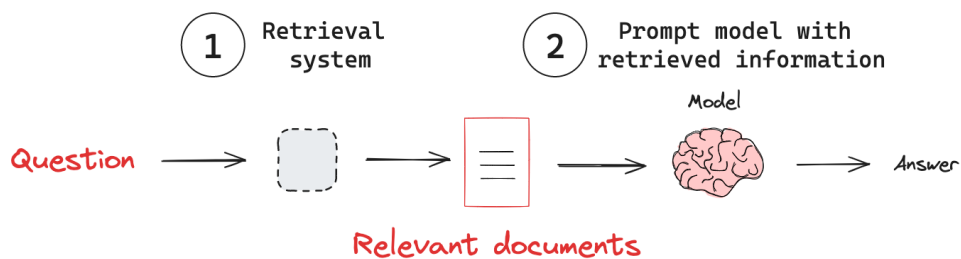 1
Retrieval
system
2
Prompt model with
retrieved information
Model
Question
Answer
Relevant documents